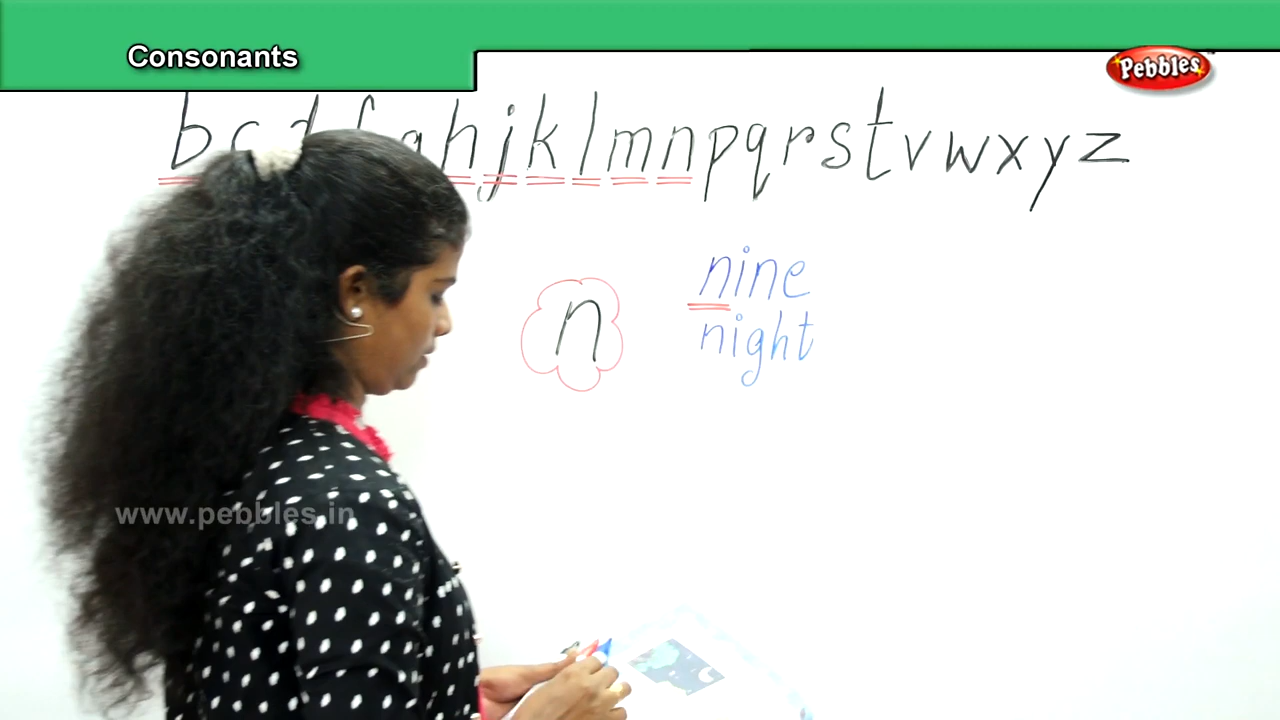 Consonants
Pebbles
b c d f g h j k l m n p q r s t v w x y z
n
nine
night
www.pebbles.in